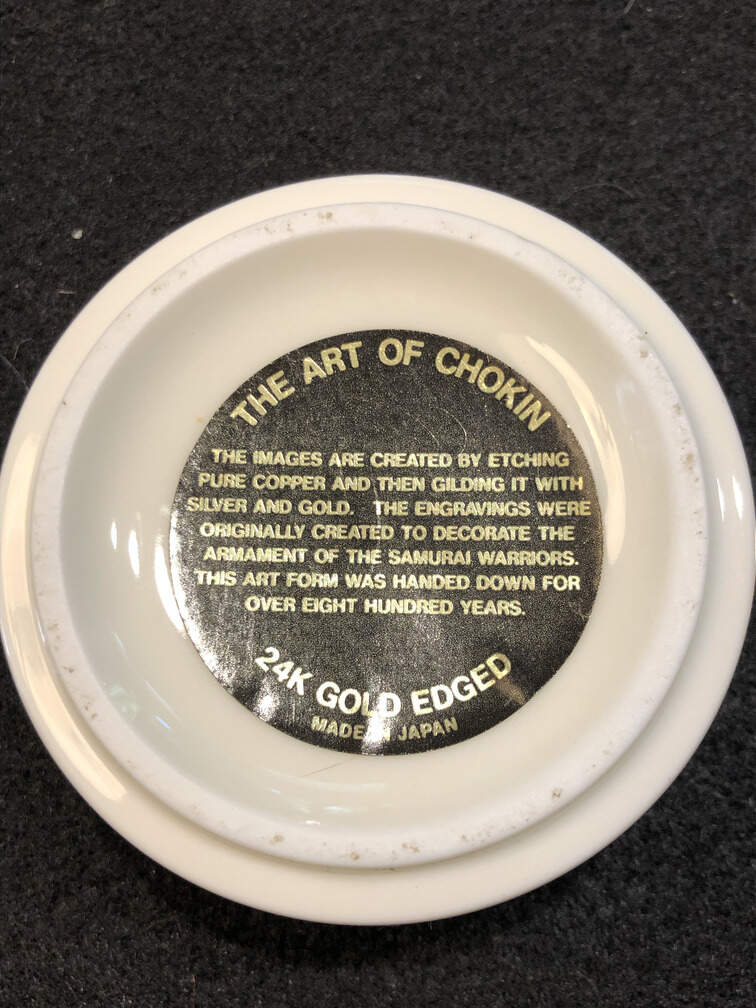 THE ART OF CHOKIN
THE IMAGES ARE CREATED BY ETCHING
PURE COPPER AND THEN GILDING IT WITH
SILVER AND GOLD. THE ENGRAVINGS WERE
ORIGINALLY CREATED TO DECORATE THE
ARMAMENT OF THE SAMURAI WARRIORS.
THIS ART FORM WAS HANDED DOWN FOR
OVER EIGHT HUNDRED YEARS.
24K GOLD EDGED
MADE IN JAPAN